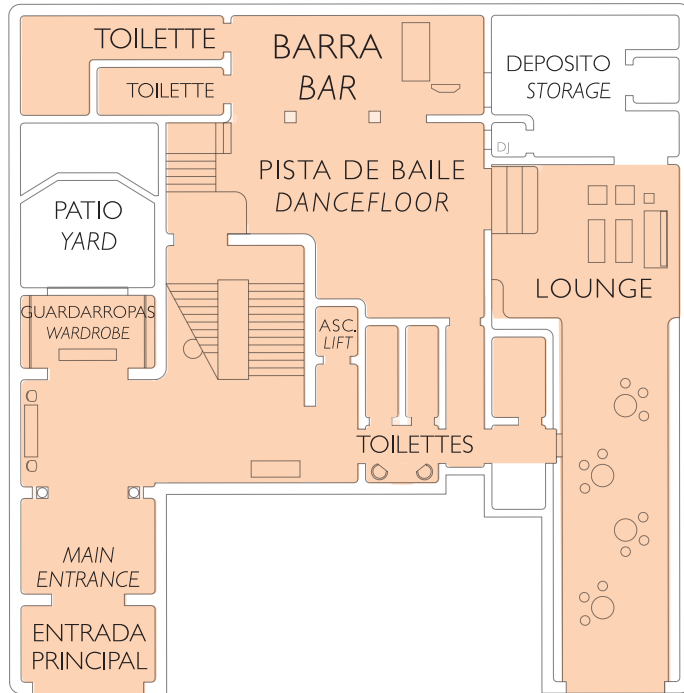 TOILETTE
TOILETTE
BARRA
BAR
DEPOSITO
STORAGE
DJ
PISTA DE BAILE
DANCEFLOOR
PATIO
YARD
LOUNGE
GUARDARROPAS
WARDROBE
ASC.
LIFT
TOILETTES
MAIN
ENTRANCE
ENTRADA
PRINCIPAL